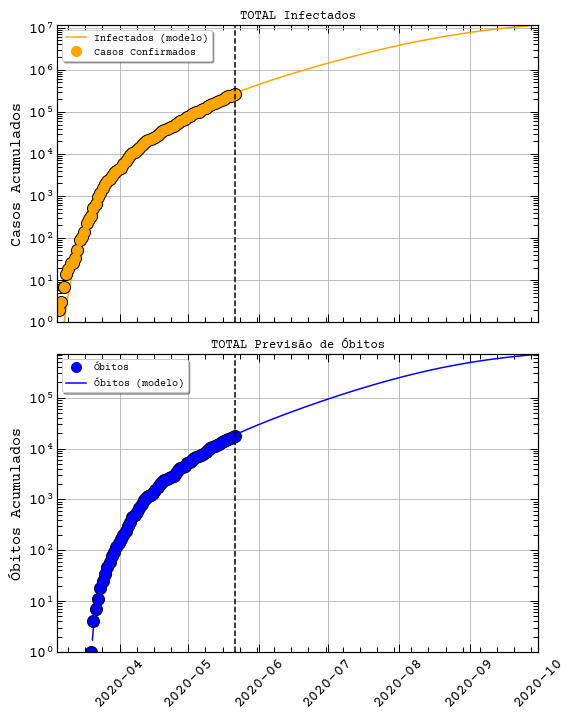 TOTAL Infectados
Infectados (modelo)
Casos Confirmados
Casos Acumulados
10⁷
10⁶
10⁵
10⁴
10³
10²
10¹
10⁰
TOTAL Previsão de Óbitos
Óbitos
Óbitos (modelo)
Óbitos Acumulados
10⁵
10⁴
10³
10²
10¹
10⁰
2020-04
2020-05
2020-06
2020-07
2020-08
2020-09
2020-10